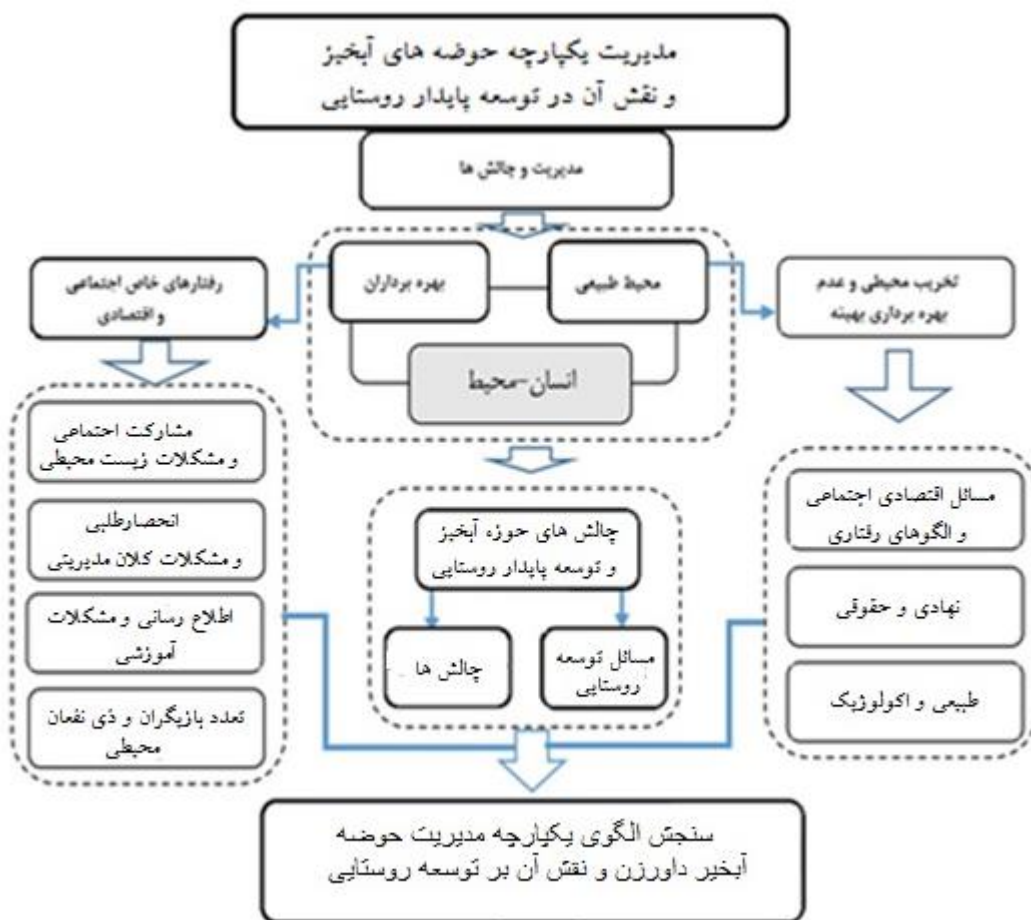 مدیریت یکپارچه حوضه های آبخیز
و نقش آن در توسعه پایدار روستایی
مدیریت و چالش ها
تخریب محیطی و عدم
بهره برداری بهینه
محیط طبیعی
بهره برداران
رفتارهای خاص اجتماعی
و اقتصادی
انسان-محیط
مسائل اقتصادی اجتماعی
و الگوهای رفتاری
نهادی و حقوقی
طبیعی و اکولوژیک
چالش های حوزه آبخیز
و توسعه پایدار روستایی
مسائل توسعه
روستایی
چالش ها
مشارکت اجتماعی
و مشکلات زیست محیطی
انحصارطلبی
و مشکلات کلان مدیریتی
اطلاع رسانی و مشکلات
آموزشی
تعدد بازیگران و ذی نفعان
محیطی
سنجش الگوی یکپارچه مدیریت حوضه
آبخیر داورزن و نقش آن بر توسعه روستایی